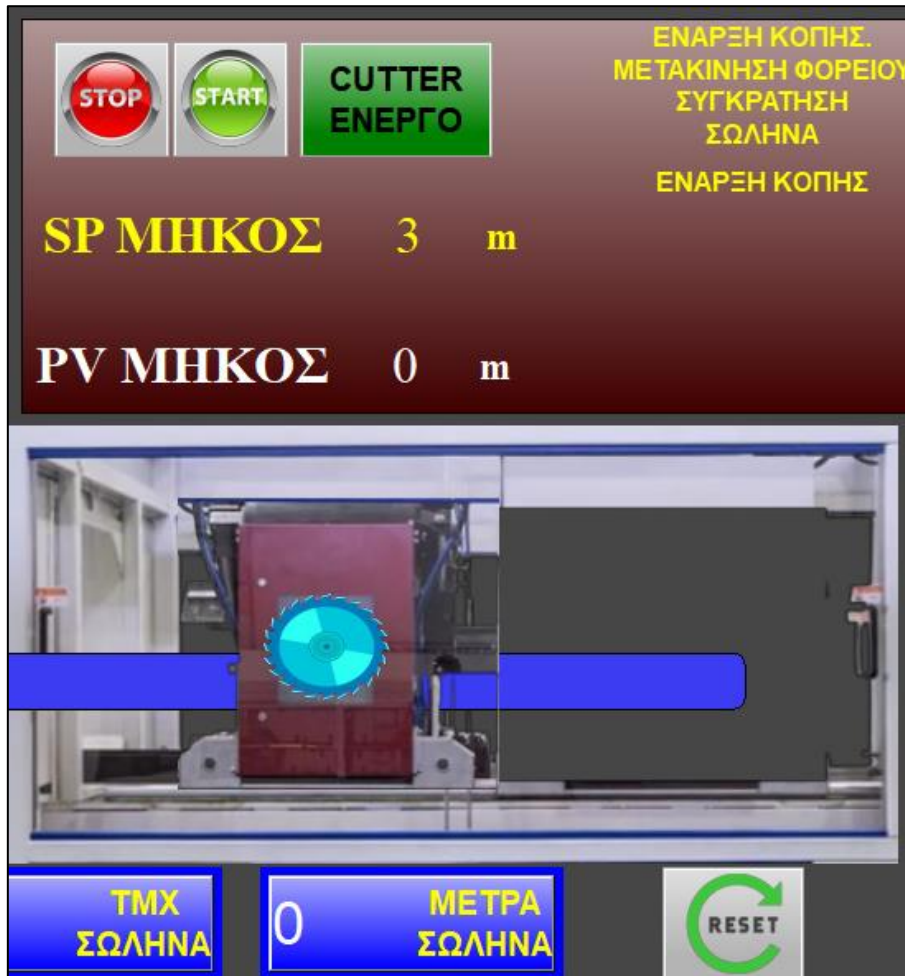 STOP
START
CUTTER
ΕΝΕΡΓΟ
ΕΝΑΡΞΗ ΚΟΠΗΣ.
ΜΕΤΑΚΙΝΗΣΗ ΦΟΡΕΙΟΥ
ΣΥΓΚΡΑΤΗΣΗ
ΣΩΛΗΝΑ
ΕΝΑΡΞΗ ΚΟΠΗΣ
SP ΜΗΚΟΣ 3 m
PV ΜΗΚΟΣ 0 m
ΤΜΧ
ΣΩΛΗΝΑ
0 ΜΕΤΡΑ
ΣΩΛΗΝΑ
RESET